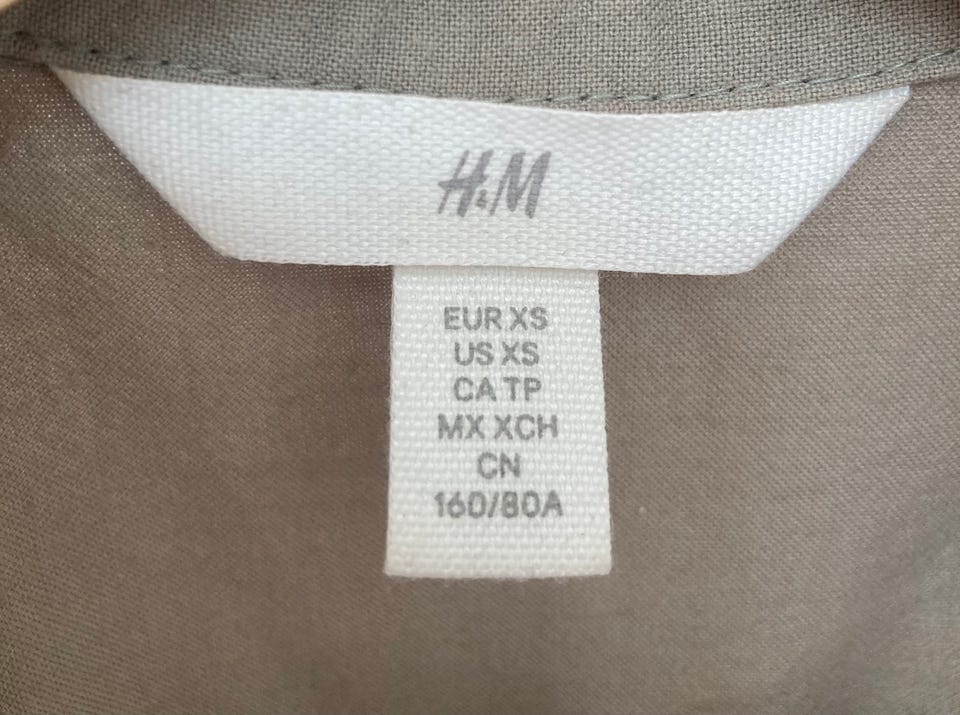 H&M
EUR XS
US XS
CA TP
MX XCH
CN
160/80A